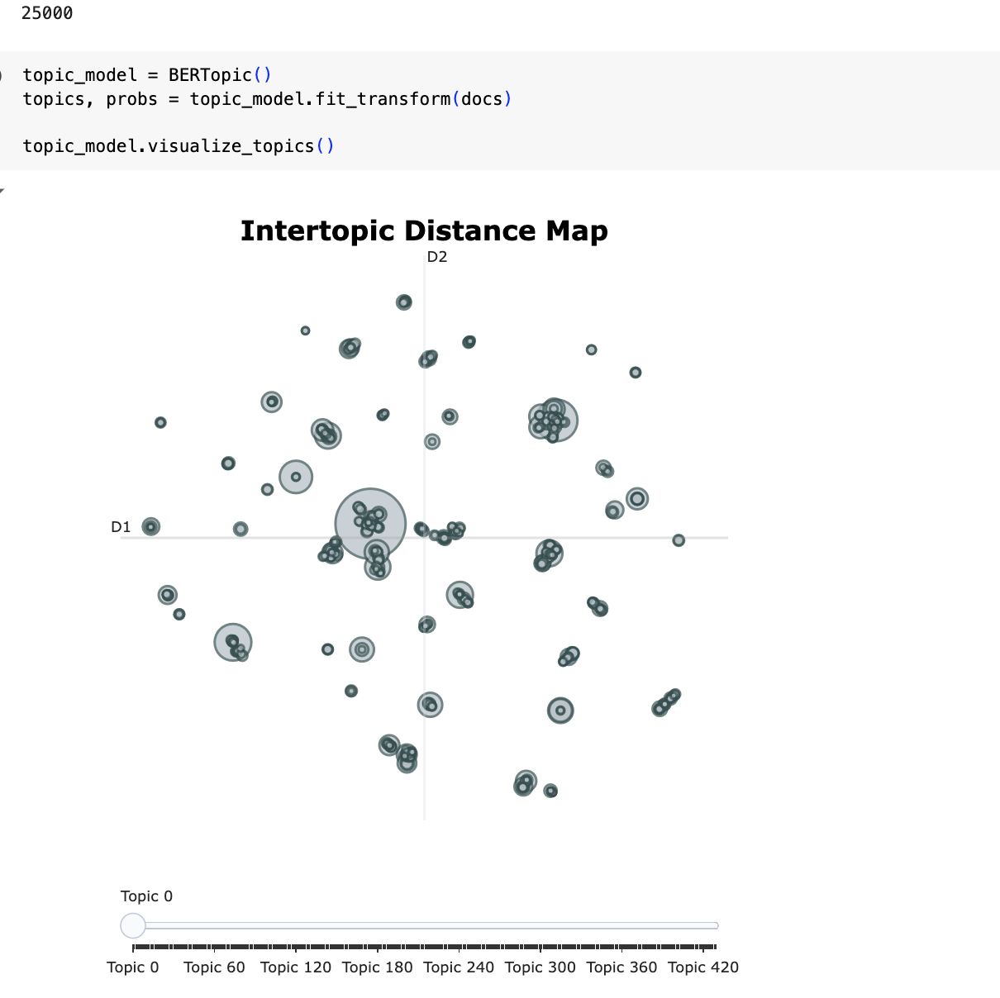 25000
topic_model = BERTopic()
topics, probs = topic_model.fit_transform(docs)
topic_model.visualize_topics()
Intertopic Distance Map
D2
D1
Topic 0
Topic 0 Topic 60 Topic 120 Topic 180 Topic 240 Topic 300 Topic 360 Topic 420